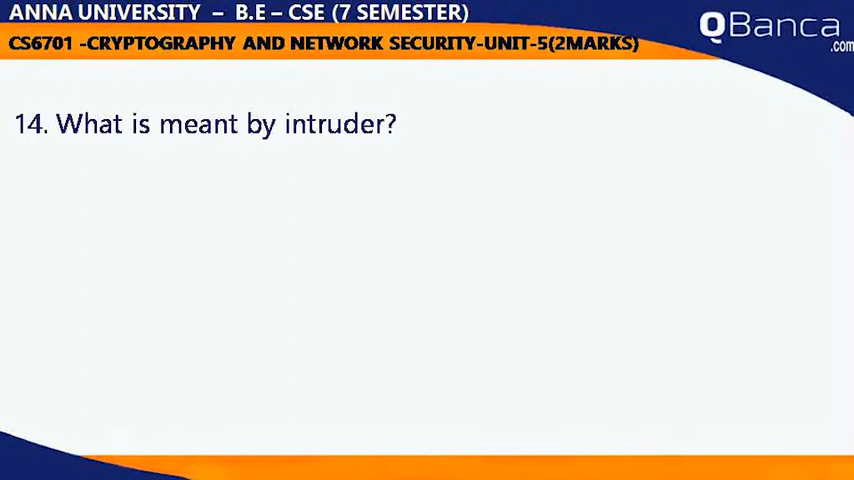 ANNA UNIVERSITY – B.E – CSE (7 SEMESTER)
CS6701 -CRYPTOGRAPHY AND NETWORK SECURITY-UNIT-5(2MARKS)
QBanca
.com
14. What is meant by intruder?